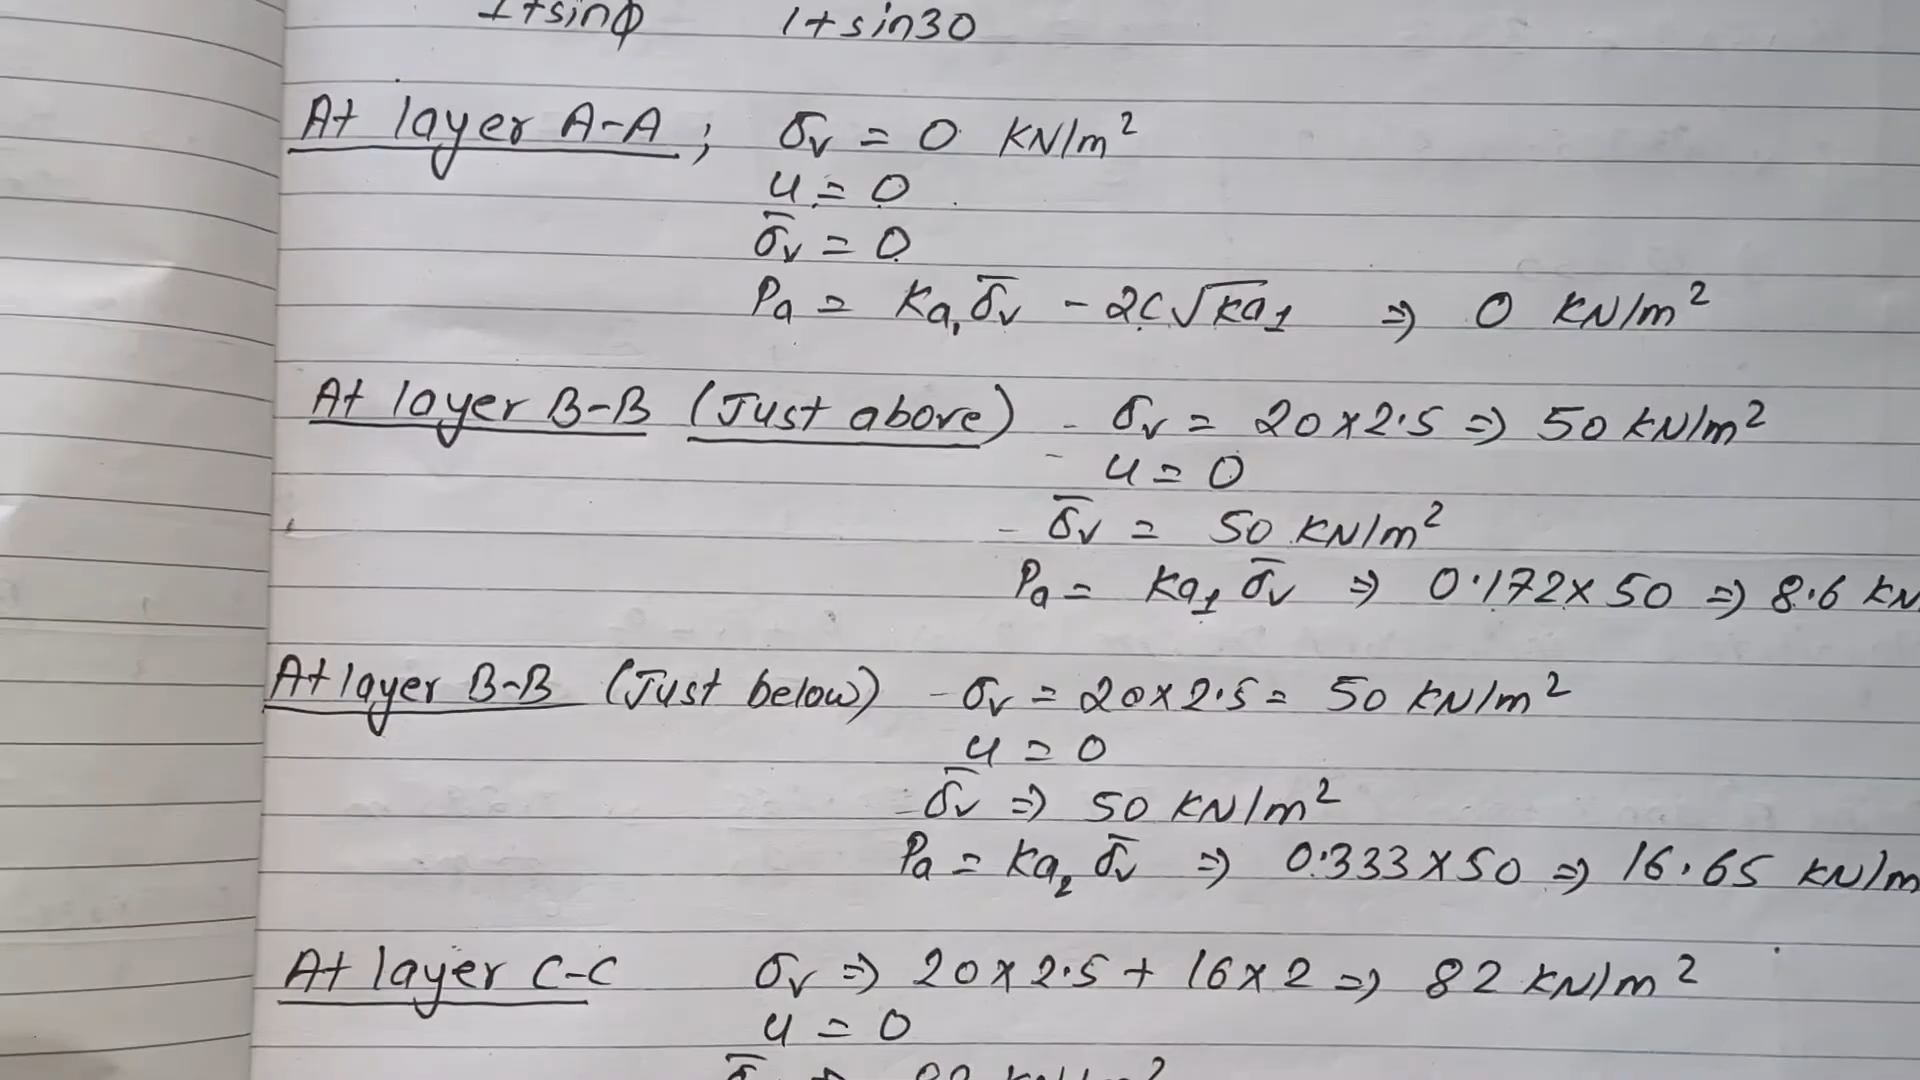 1+sinφ 1+sin30
At layer A-A ; σv = 0 KN/m²
u = 0
σ̄v = 0
Pa = Ka₁ σ̄v - 2C√Ka₁ ⇒ 0 KN/m²
At layer B-B (Just above) - σv = 20×2.5 ⇒ 50 KN/m²
- u = 0
- σ̄v = 50 KN/m²
Pa = Ka₁ σ̄v ⇒ 0.172×50 ⇒ 8.6 KN
At layer B-B (Just below) - σv = 20×2.5 = 50 KN/m²
u = 0
σ̄v ⇒ 50 KN/m²
Pa = Ka₂ σ̄v ⇒ 0.333×50 ⇒ 16.65 KN/m
At layer C-C σv ⇒ 20×2.5 + 16×2 ⇒ 82 KN/m²
u = 0